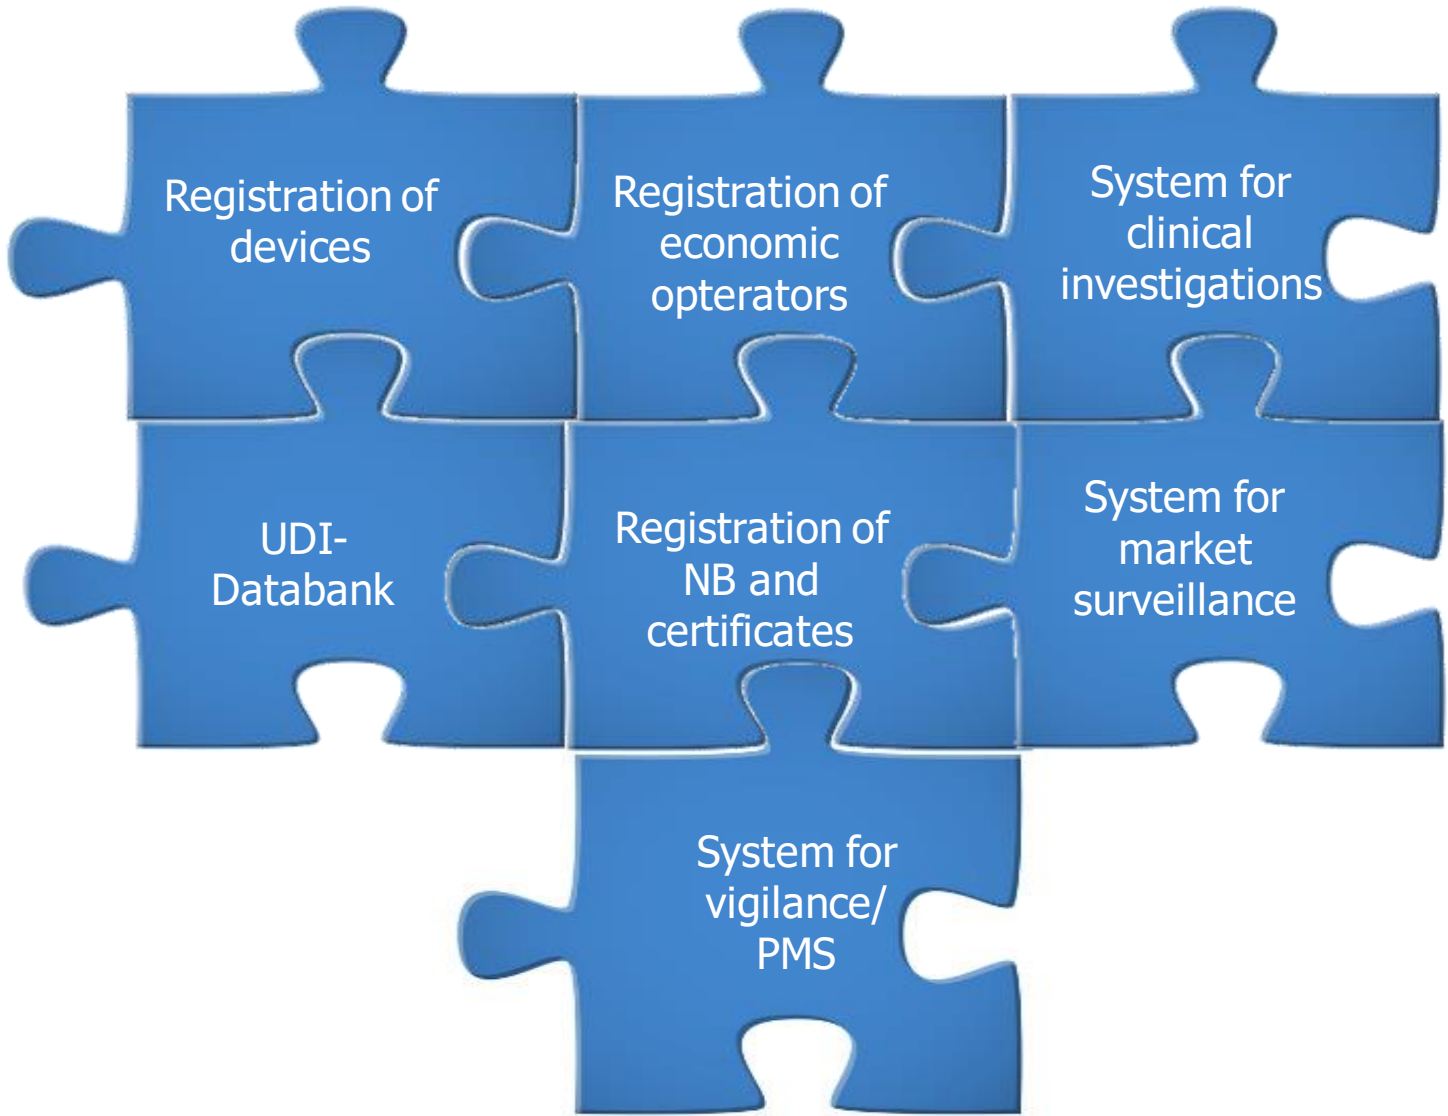 Registration of
devices
Registration of
economic
opterators
System for
clinical
investigations
UDI-
Databank
Registration of
NB and
certificates
System for
market
surveillance
System for
vigilance/
PMS